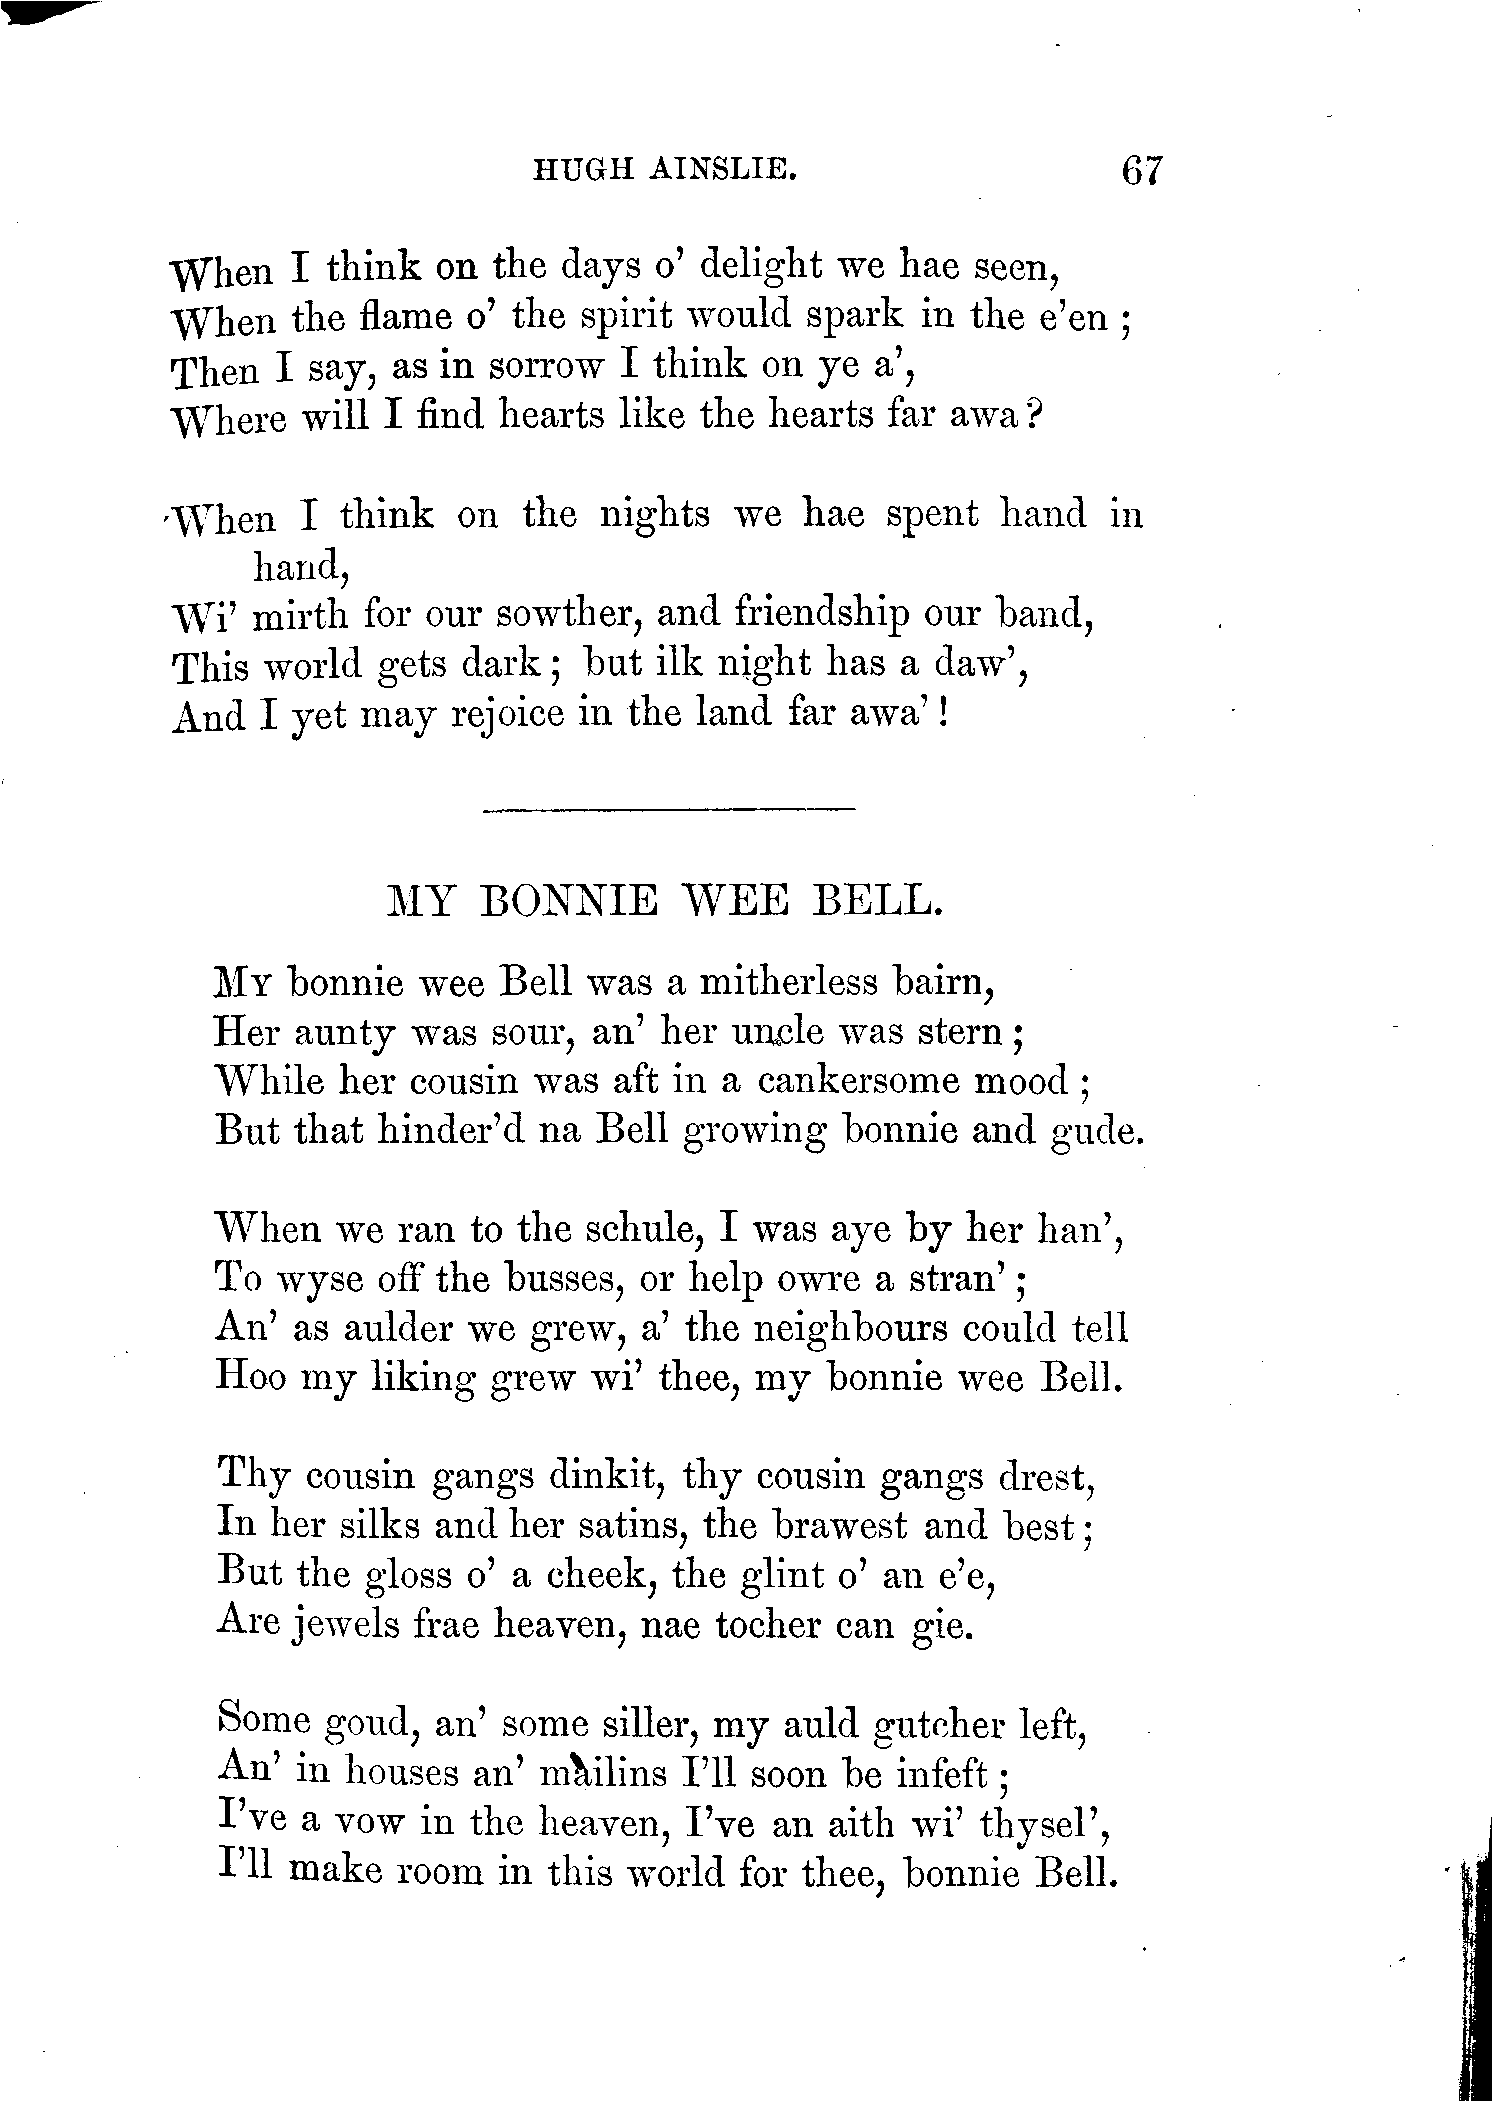 HUGH AINSLIE. 67
When I think on the days o' delight we hae seen,
When the flame o' the spirit would spark in the e'en ;
Then I say, as in sorrow I think on ye a',
Where will I find hearts like the hearts far awa?
When I think on the nights we hae spent hand in
hand,
Wi' mirth for our sowther, and friendship our band,
This world gets dark ; but ilk night has a daw',
And I yet may rejoice in the land far awa' !
MY BONNIE WEE BELL.
MY bonnie wee Bell was a mitherless bairn,
Her aunty was sour, an' her uncle was stern ;
While her cousin was aft in a cankersome mood ;
But that hinder'd na Bell growing bonnie and gude.
When we ran to the schule, I was aye by her han',
To wyse off the busses, or help owre a stran' ;
An' as aulder we grew, a' the neighbours could tell
Hoo my liking grew wi' thee, my bonnie wee Bell.
Thy cousin gangs dinkit, thy cousin gangs drest,
In her silks and her satins, the brawest and best ;
But the gloss o' a cheek, the glint o' an e'e,
Are jewels frae heaven, nae tocher can gie.
Some goud, an' some siller, my auld gutcher left,
An' in houses an' mailins I'll soon be infeft ;
I've a vow in the heaven, I've an aith wi' thysel',
I'll make room in this world for thee, bonnie Bell.